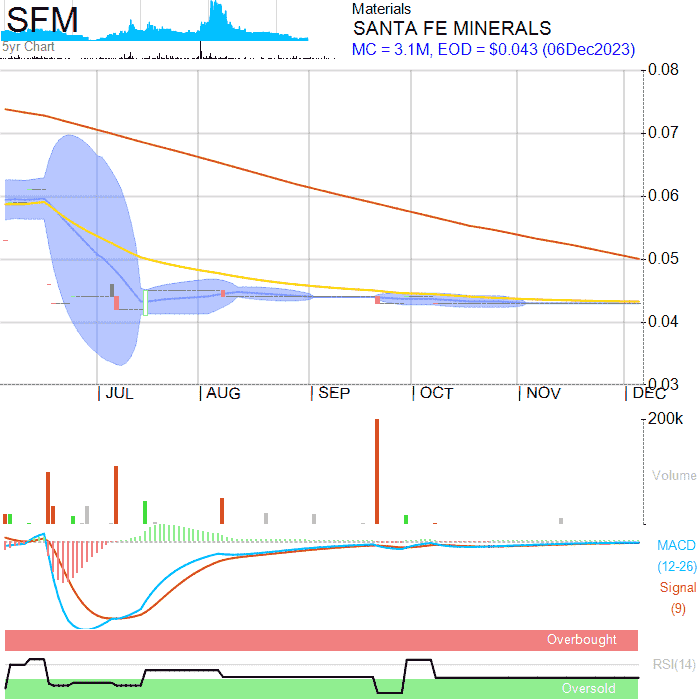 SFM
5yr Chart
Materials
SANTA FE MINERALS
MC = 3.1M, EOD = $0.043 (06Dec2023)
0.08
0.07
0.06
0.05
0.04
0.03
JUL AUG SEP OCT NOV DEC
200k
Volume
MACD
(12-26)
Signal
(9)
Overbought
RSI(14)
Oversold